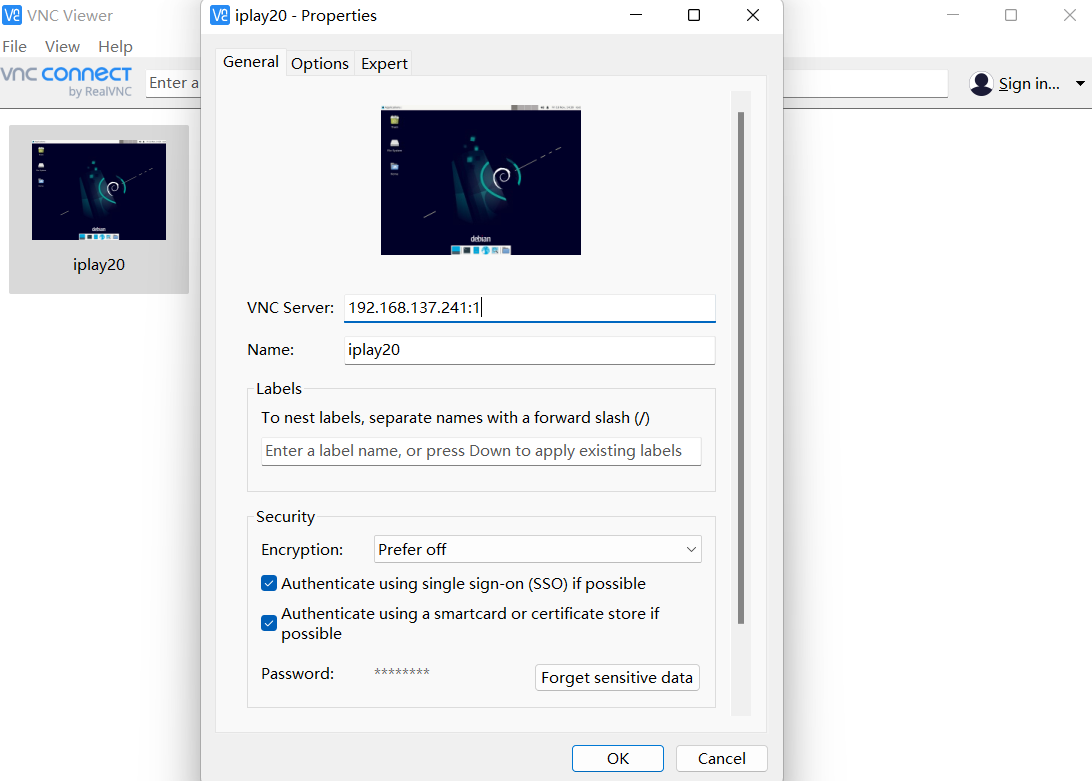 VNC Viewer
iplay20 - Properties
File View Help
vnc connect
by RealVNC
Enter a
Sign in...
General Options Expert
debian
debian
iplay20
VNC Server: 192.168.137.241:1
Name: iplay20
Labels
To nest labels, separate names with a forward slash (/)
Enter a label name, or press Down to apply existing labels
Security
Encryption: Prefer off
Authenticate using single sign-on (SSO) if possible
Authenticate using a smartcard or certificate store if
possible
Password: ********
Forget sensitive data
OK Cancel